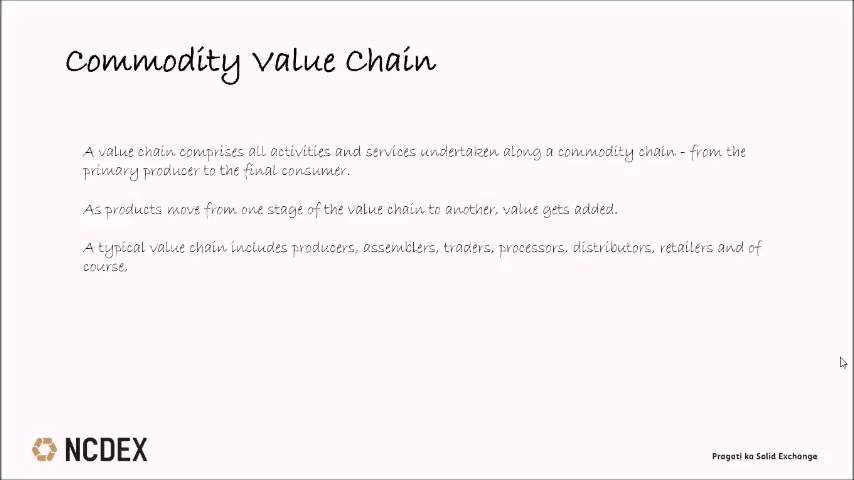 Commodity Value Chain
A value chain comprises all activities and services undertaken along a commodity chain - from the
primary producer to the final consumer.
As products move from one stage of the value chain to another, value gets added.
A typical value chain includes producers, assemblers, traders, processors, distributors, retailers and of
course,
NCDEX
Pragati ka Solid Exchange